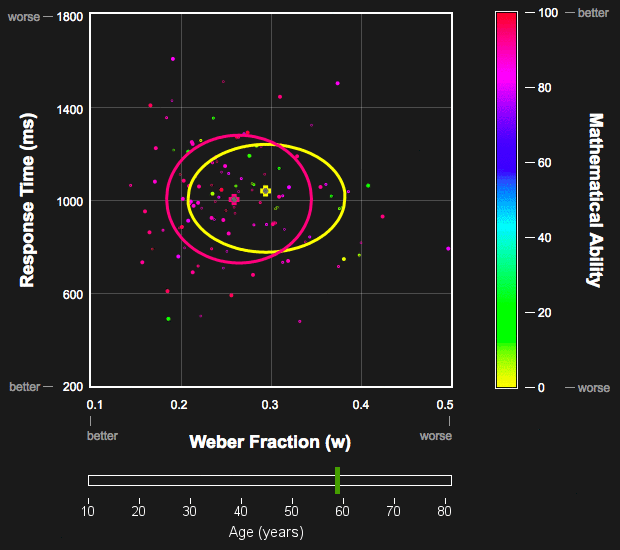 worse
1800
1400
1000
600
better
200
Response Time (ms)
0.1
0.2
0.3
0.4
0.5
better
worse
Weber Fraction (w)
10
20
30
40
50
60
70
80
Age (years)
100
better
80
60
40
20
0
worse
Mathematical Ability